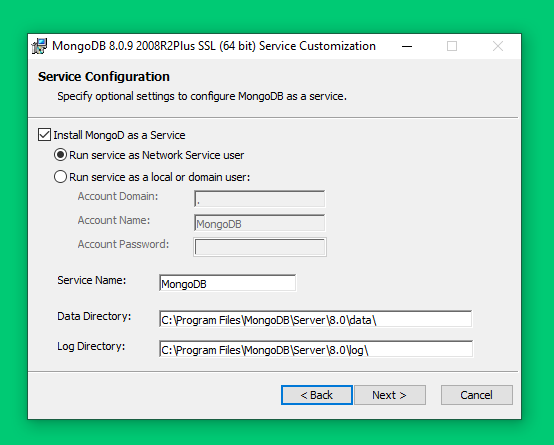 MongoDB 8.0.9 2008R2Plus SSL (64 bit) Service Customization
Service Configuration
Specify optional settings to configure MongoDB as a service.
Install MongoD as a Service
Run service as Network Service user
Run service as a local or domain user:
Account Domain: .
Account Name: MongoDB
Account Password:
Service Name: MongoDB
Data Directory: C:\Program Files\MongoDB\Server\8.0\data\
Log Directory: C:\Program Files\MongoDB\Server\8.0\log\
< Back Next > Cancel